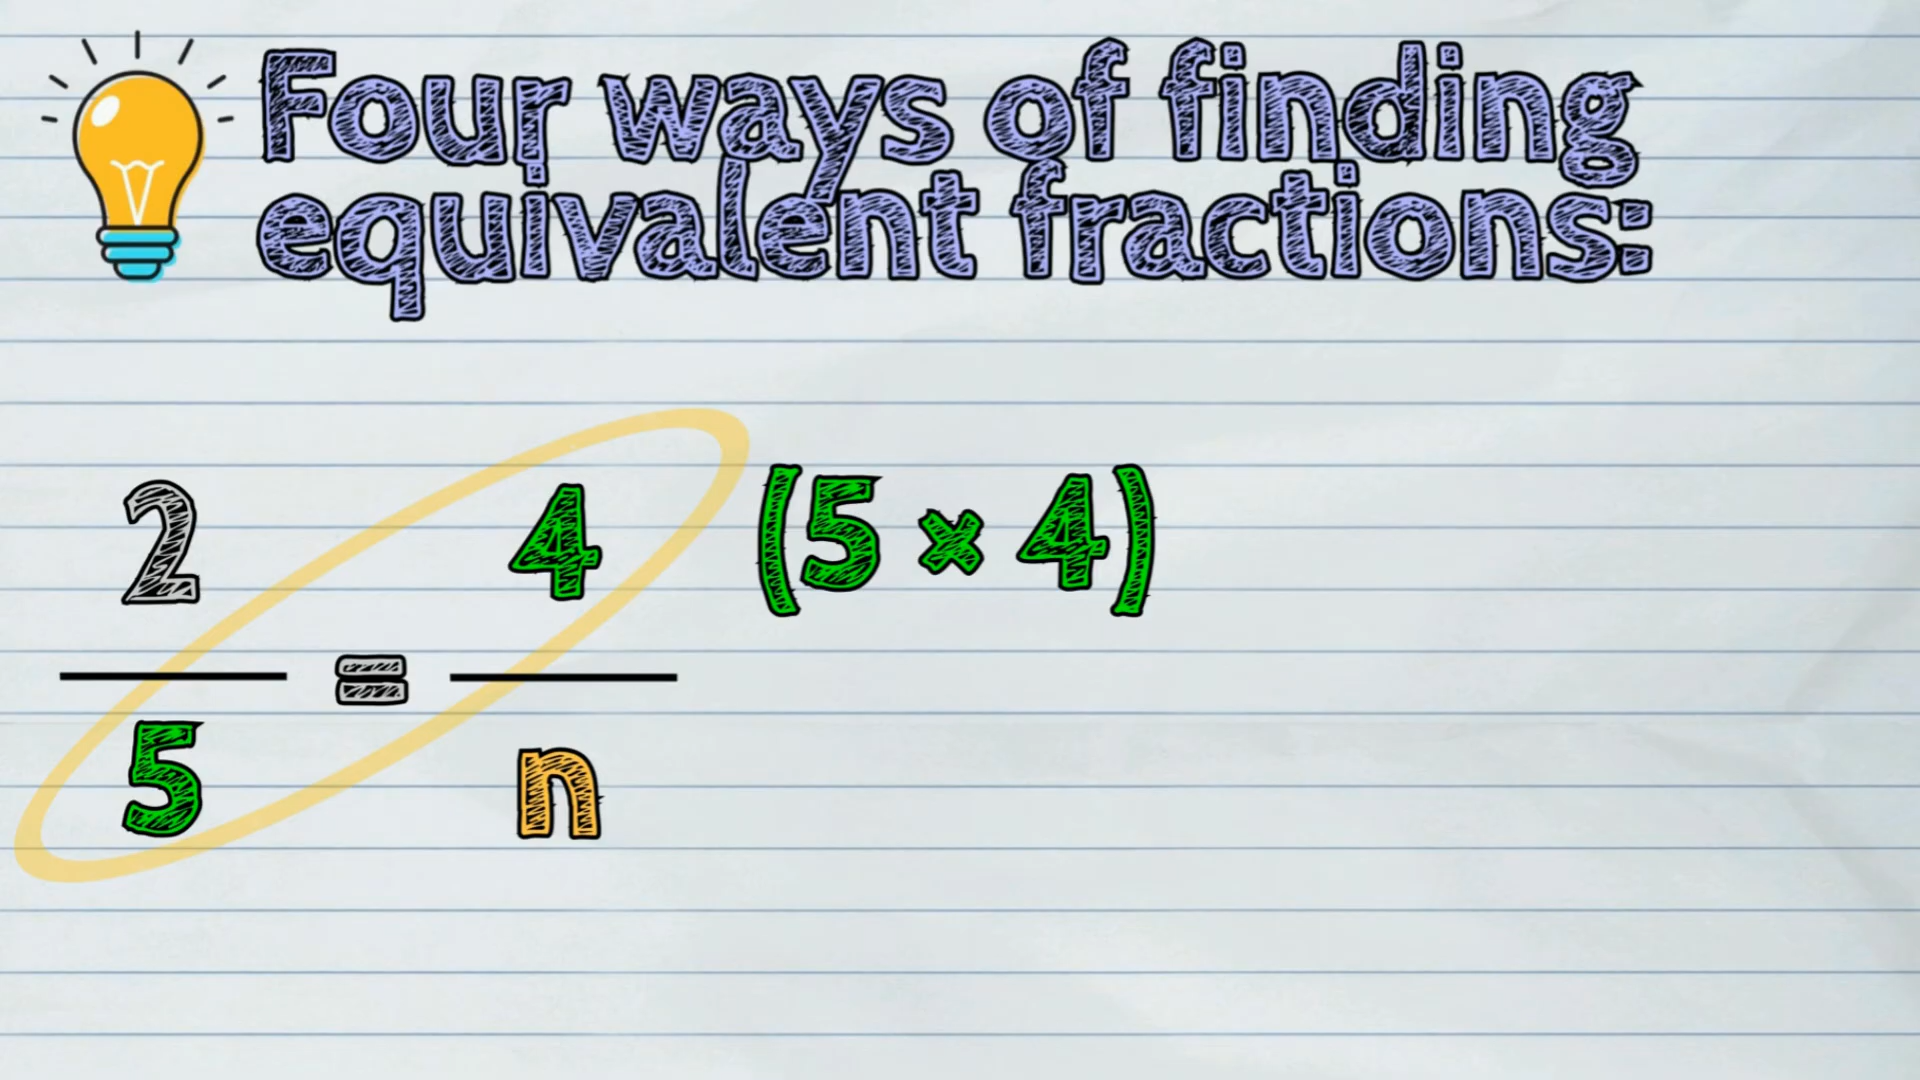 Four ways of finding
equivalent fractions:
2 4 (5 × 4)
=
5 n